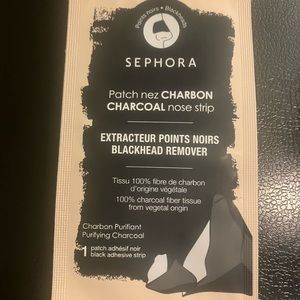 Points noirs • Blackheads
SEPHORA
Patch nez CHARBON
CHARCOAL nose strip
EXTRACTEUR POINTS NOIRS
BLACKHEAD REMOVER
Tissu 100% fibre de charbon
d'origine végétale
100% charcoal fiber tissue
from vegetal origin
Charbon Purifiant
Purifying Charcoal
1 patch adhésif noir
black adhesive strip